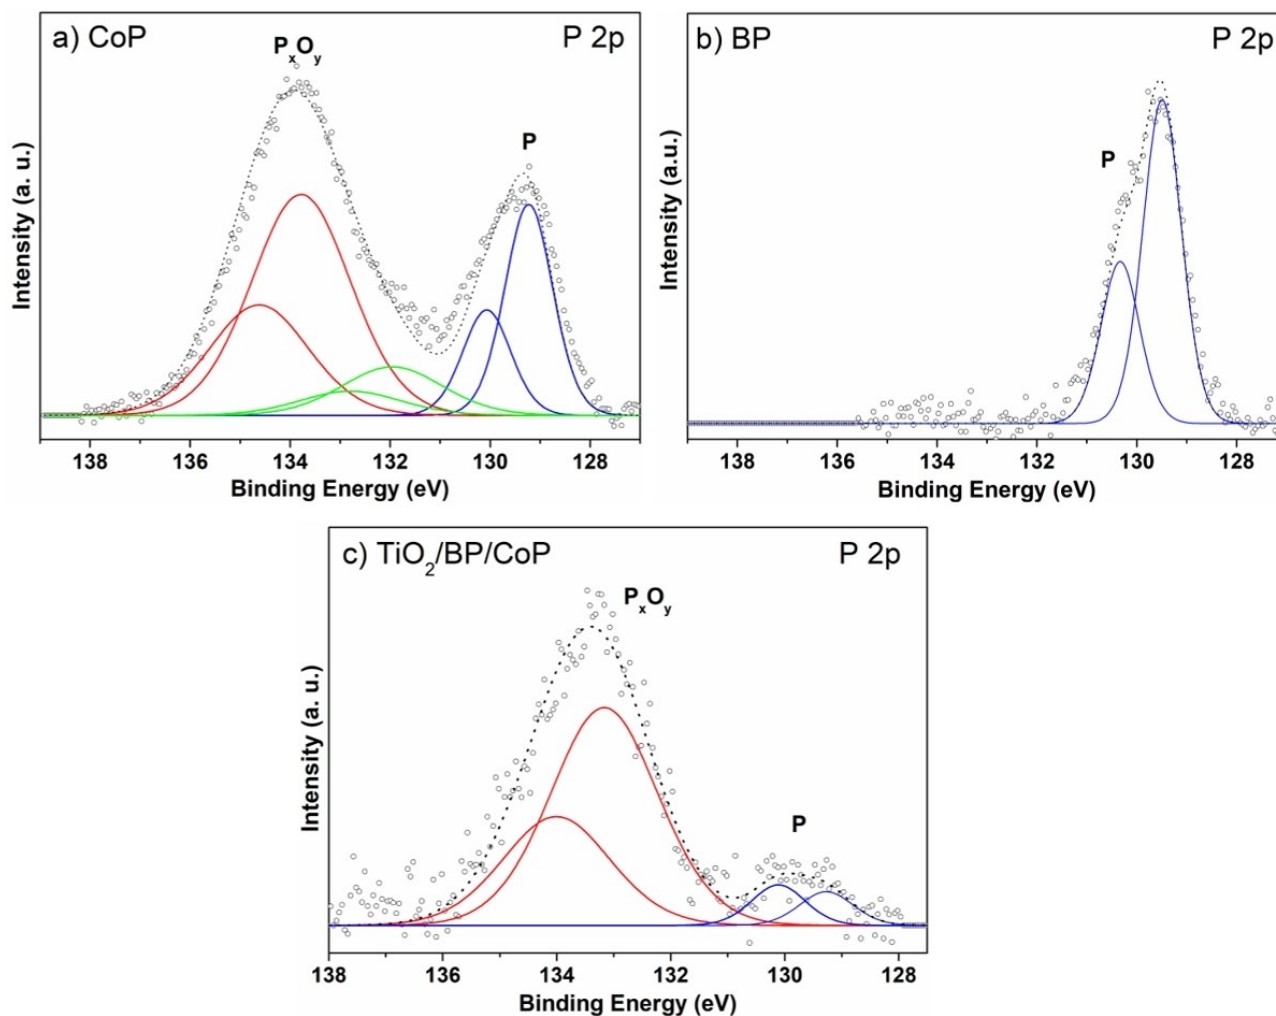 a) CoP
P 2p
PₓOᵧ
P
Intensity (a. u.)
138 136 134 132 130 128
Binding Energy (eV)
b) BP
P 2p
P
Intensity (a.u.)
138 136 134 132 130 128
Binding Energy (eV)
c) TiO₂/BP/CoP
P 2p
PₓOᵧ
P
Intensity (a. u.)
138 136 134 132 130 128
Binding Energy (eV)